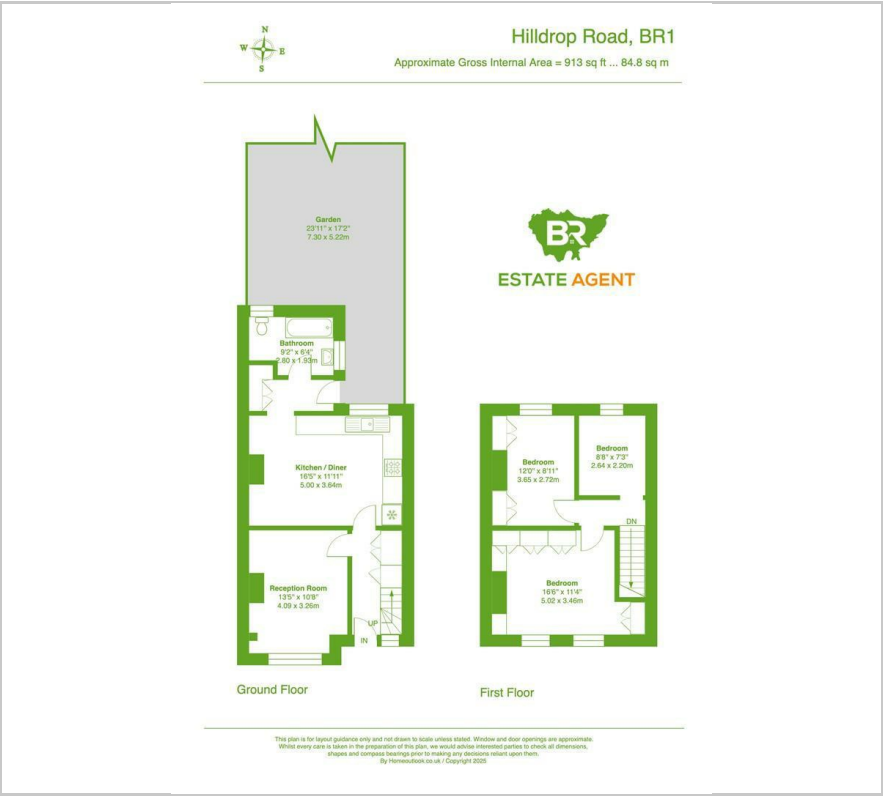 N
W E
S
Hilldrop Road, BR1
Approximate Gross Internal Area = 913 sq ft ... 84.8 sq m
Garden
23'11" x 17'2"
7.30 x 5.22m
BR
ESTATE AGENT
Bathroom
9'2" x 6'4"
2.80 x 1.93m
Kitchen / Diner
16'5" x 11'11"
5.00 x 3.64m
Reception Room
13'5" x 10'8"
4.09 x 3.26m
UP
IN
Ground Floor
Bedroom
12'0" x 8'11"
3.65 x 2.72m
Bedroom
8'8" x 7'3"
2.64 x 2.20m
DN
Bedroom
16'6" x 11'4"
5.02 x 3.46m
First Floor
This plan is for layout guidance only and not drawn to scale unless stated. Window and door openings are approximate.
Whilst every care is taken in the preparation of this plan, we would advise interested parties to check all dimensions,
shapes and compass bearings prior to making any decisions reliant upon them.
By Homeoutlook.co.uk / Copyright 2025